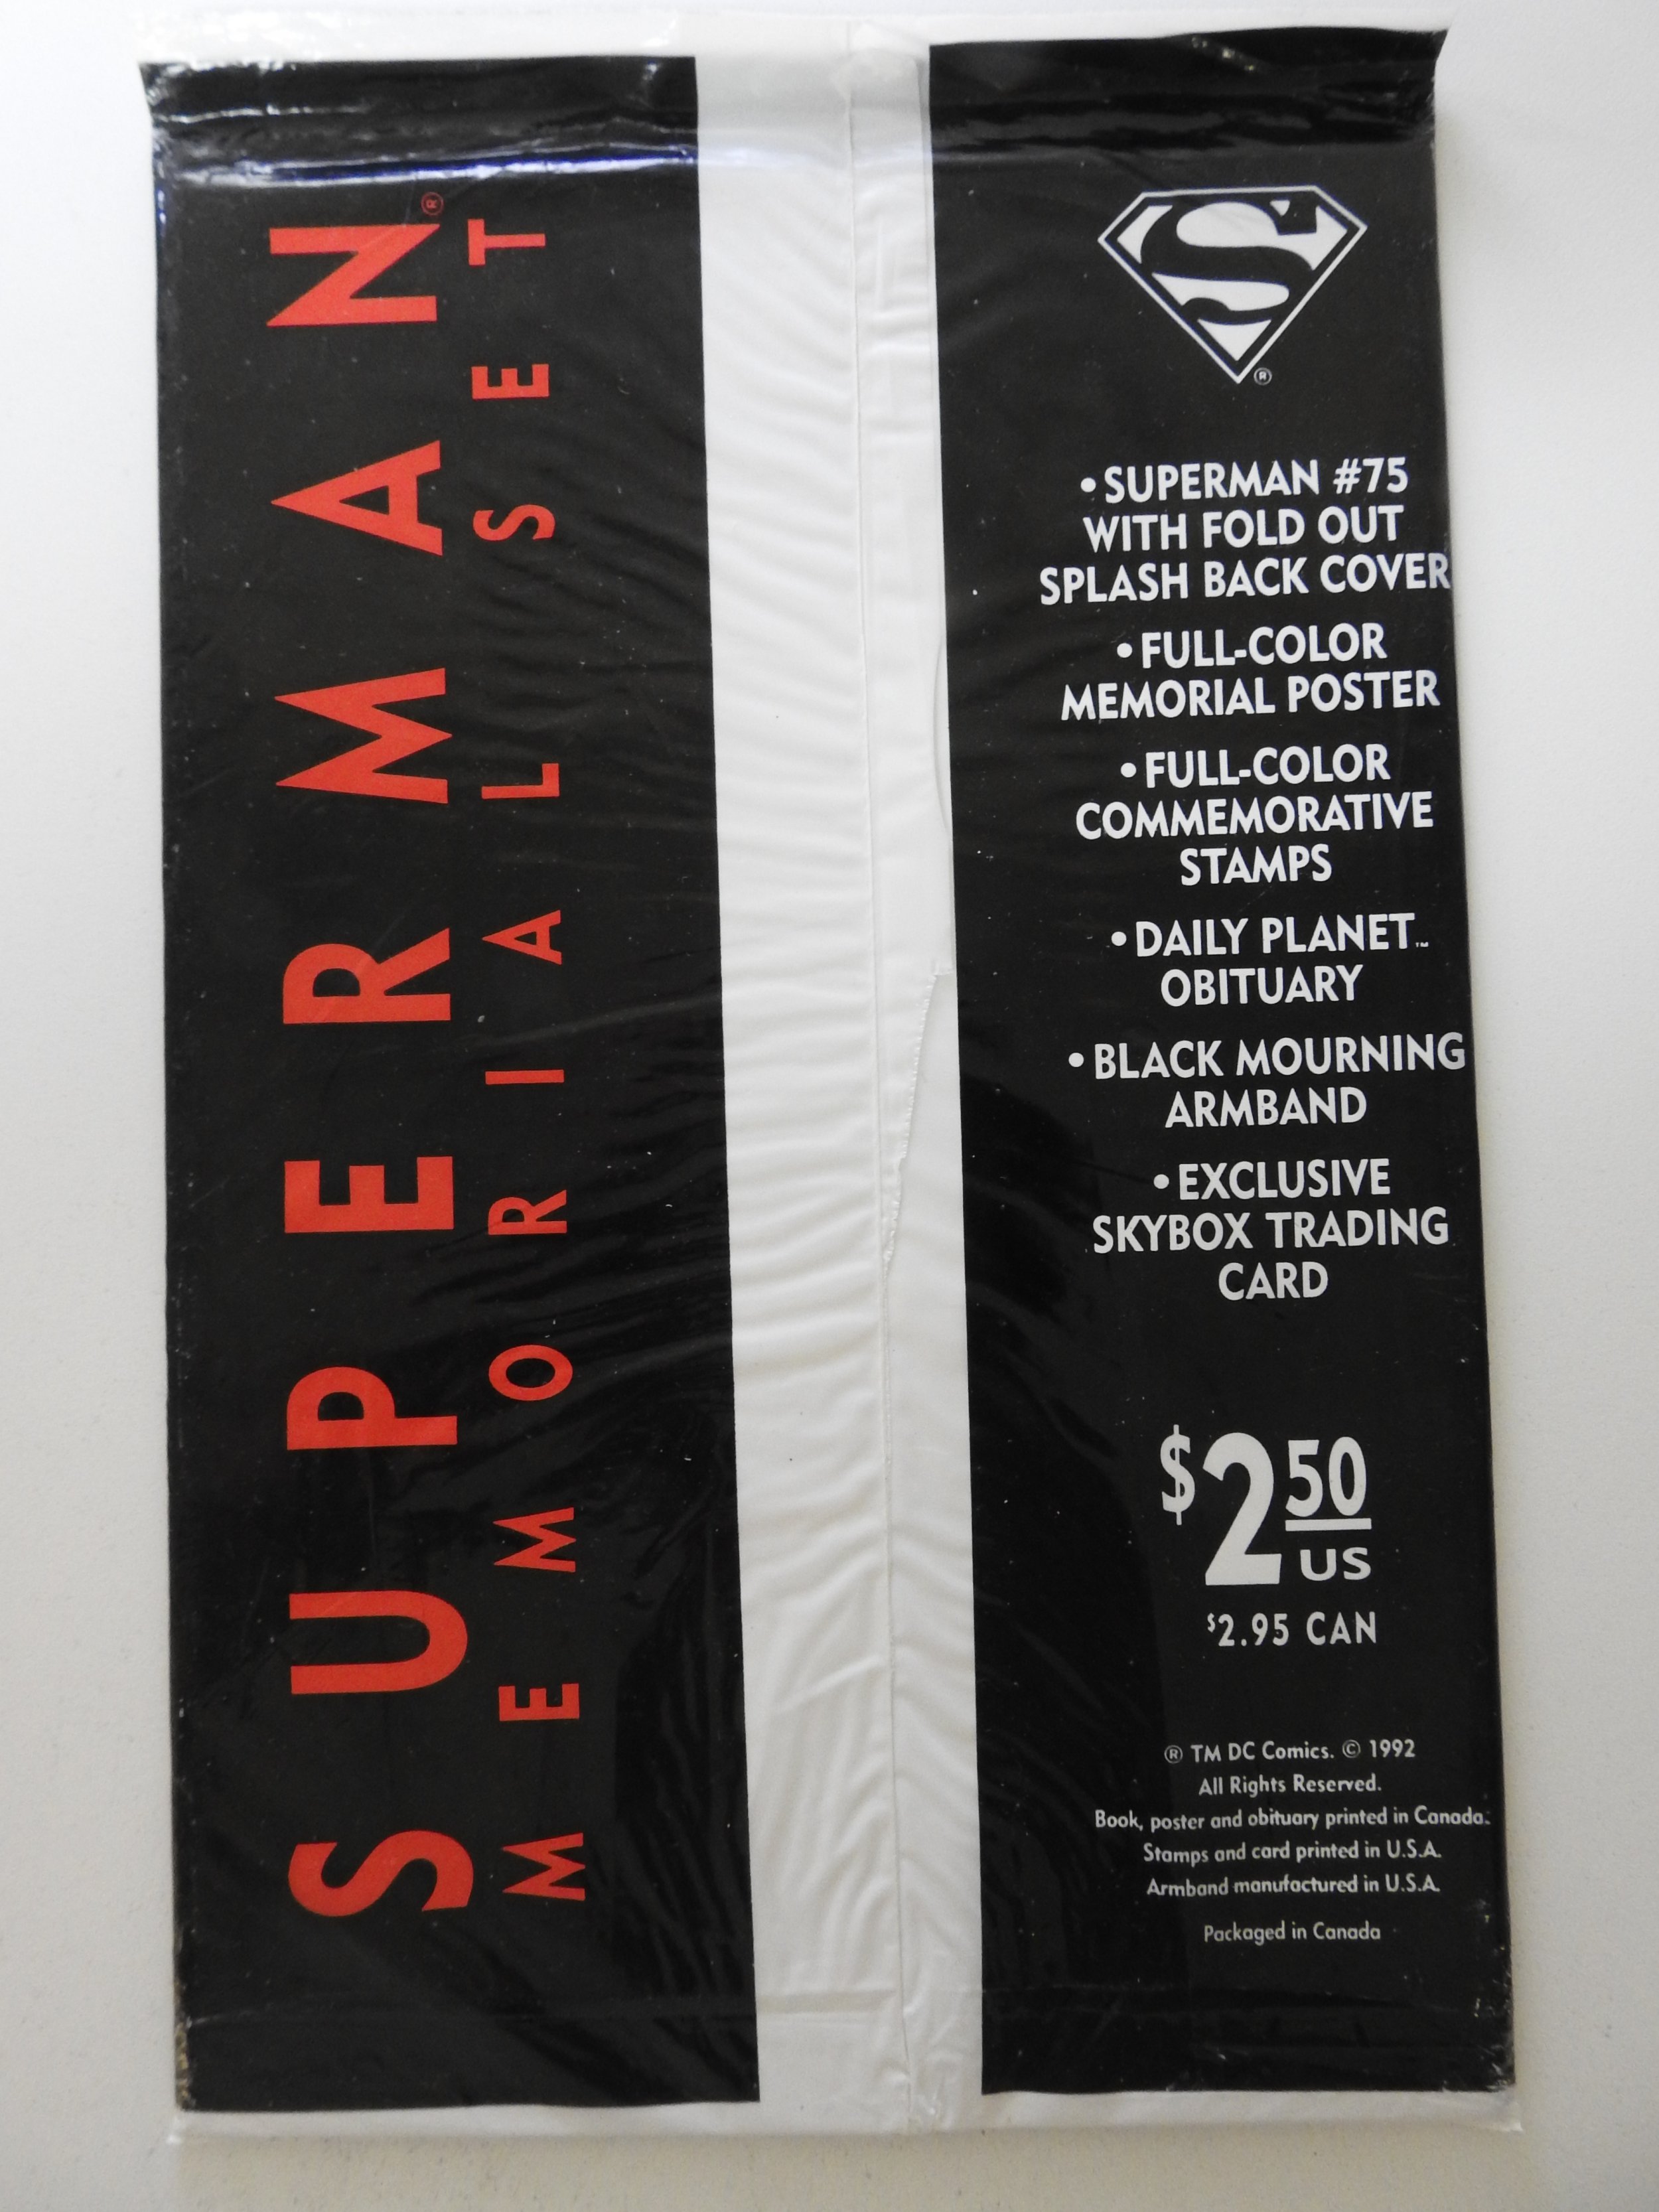 SUPERMAN®
MEMORIAL SET
S
®
• SUPERMAN #75
WITH FOLD OUT
SPLASH BACK COVER
• FULL-COLOR
MEMORIAL POSTER
• FULL-COLOR
COMMEMORATIVE
STAMPS
• DAILY PLANET™
OBITUARY
• BLACK MOURNING
ARMBAND
• EXCLUSIVE
SKYBOX TRADING
CARD
$2.50
US
$2.95 CAN
® TM DC Comics. © 1992
All Rights Reserved.
Book, poster and obituary printed in Canada.
Stamps and card printed in U.S.A.
Armband manufactured in U.S.A.
Packaged in Canada